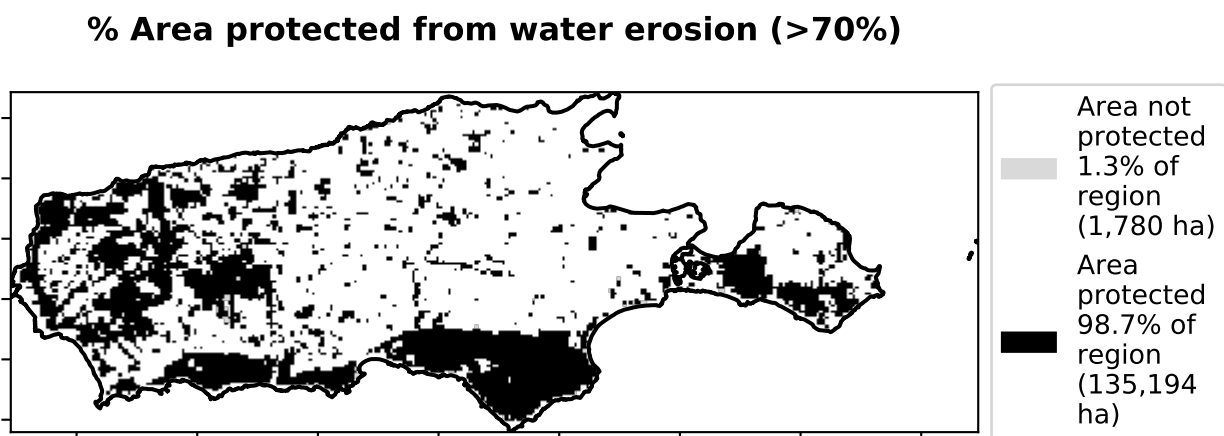 % Area protected from water erosion (>70%)
Area not
protected
1.3% of
region
(1,780 ha)
Area
protected
98.7% of
region
(135,194
ha)